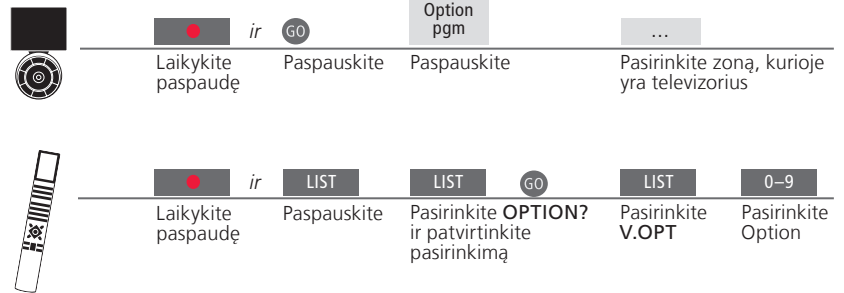 ir GO Option
pgm …
Laikykite
paspaudę
Paspauskite
Paspauskite
Pasirinkite zoną, kurioje
yra televizorius
ir LIST LIST GO LIST 0–9
Laikykite
paspaudę
Paspauskite
Pasirinkite OPTION?
ir patvirtinkite
pasirinkimą
Pasirinkite
V.OPT
Pasirinkite
Option